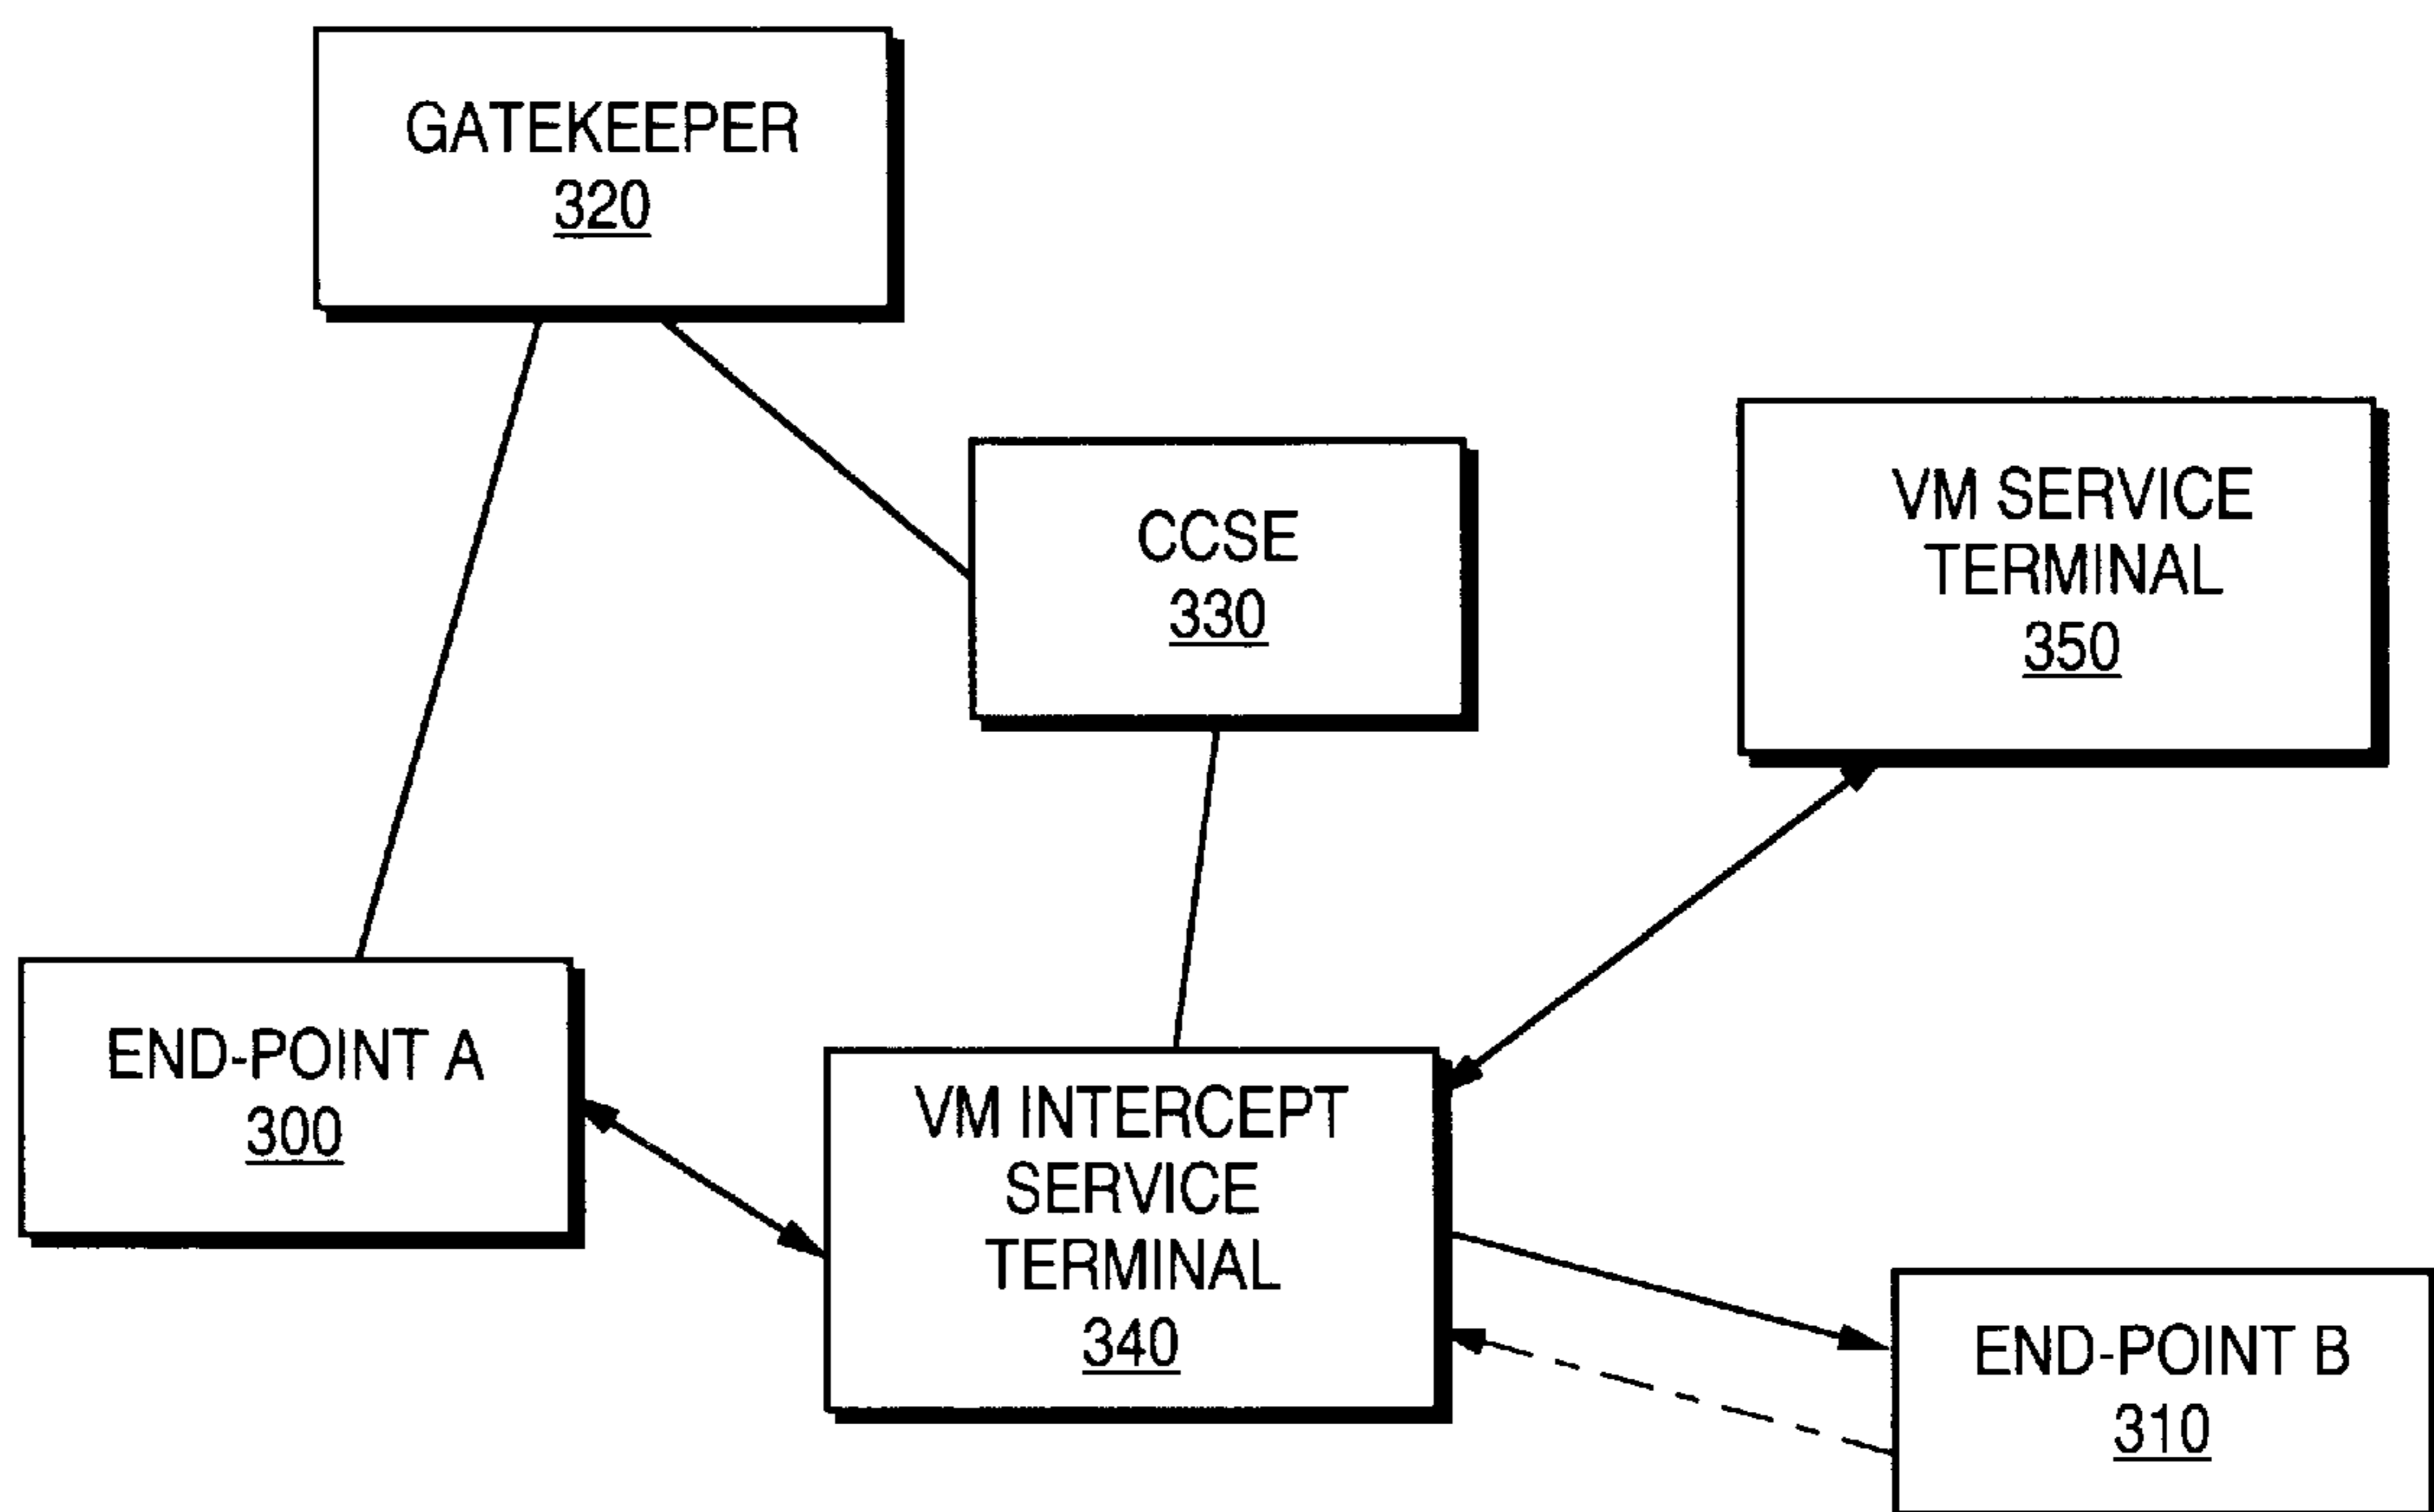 GATEKEEPER
320
CCSE
330
VM SERVICE
TERMINAL
350
END-POINT A
300
VM INTERCEPT
SERVICE
TERMINAL
340
END-POINT B
310